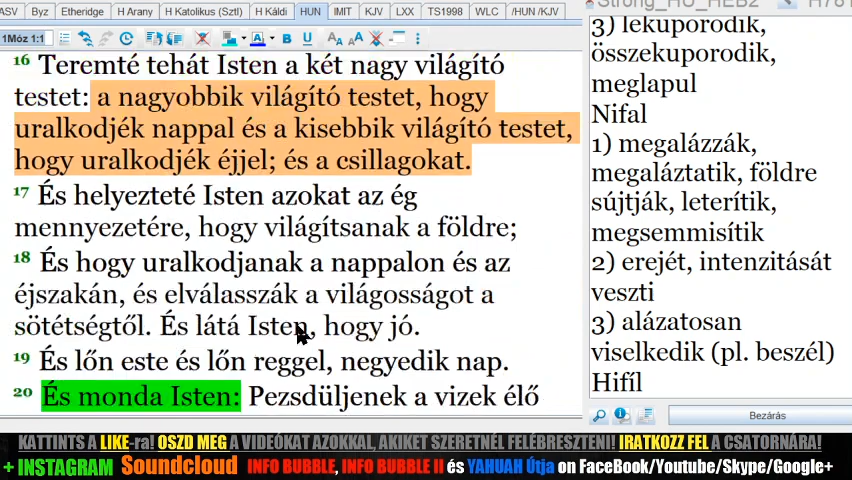 ASV Byz Etheridge H Arany H Katolikus (SztI) H Káldi HUN IMIT KJV LXX TS1998 WLC /HUN /KJV
1Móz 1:1
B U
16 Teremté tehát Isten a két nagy világító
testet: a nagyobbik világító testet, hogy
uralkodjék nappal és a kisebbik világító testet,
hogy uralkodjék éjjel; és a csillagokat.
17 És helyezteté Isten azokat az ég
mennyezetére, hogy világítsanak a földre;
18 És hogy uralkodjanak a nappalon és az
éjszakán, és elválasszák a világosságot a
sötétségtől. És látá Isten, hogy jó.
19 És lőn este és lőn reggel, negyedik nap.
20 És monda Isten: Pezsdüljenek a vizek élő
Strong_HU_HEB2
3) lekuporodik,
összekuporodik,
meglapul
Nifal
1) megalázzák,
megaláztatik, földre
sújtják, leterítik,
megsemmisítik
2) erejét, intenzitását
veszti
3) alázatosan
viselkedik (pl. beszél)
Hifíl
Bezárás
KATTINTS A LIKE-ra! OSZD MEG A VIDEÓKAT AZOKKAL, AKIKET SZERETNÉL FELÉBRESZTENI! IRATKOZZ FEL A CSATORNÁRA!
+ INSTAGRAM Soundcloud INFO BUBBLE, INFO BUBBLE II és YAHUAH Útja on FaceBook/Youtube/Skype/Google+